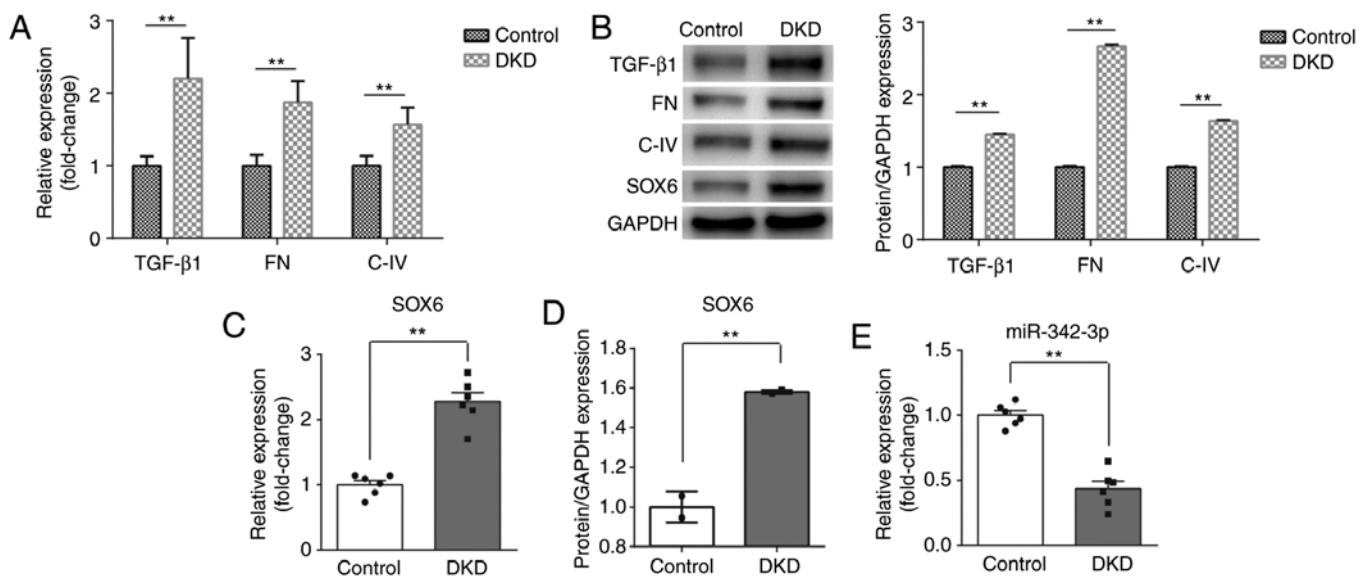 A
Relative expression
(fold-change)
3
2
1
0
**
**
**
TGF-β1
FN
C-IV
Control
DKD
B
Control
DKD
TGF-β1
FN
C-IV
SOX6
GAPDH
Protein/GAPDH expression
3
2
1
0
**
**
**
TGF-β1
FN
C-IV
Control
DKD
C
SOX6
Relative expression
(fold-change)
3
2
1
0
**
Control
DKD
D
SOX6
Protein/GAPDH expression
1.8
1.6
1.4
1.2
1.0
0.8
**
Control
DKD
E
miR-342-3p
Relative expression
(fold-change)
1.5
1.0
0.5
0.0
**
Control
DKD